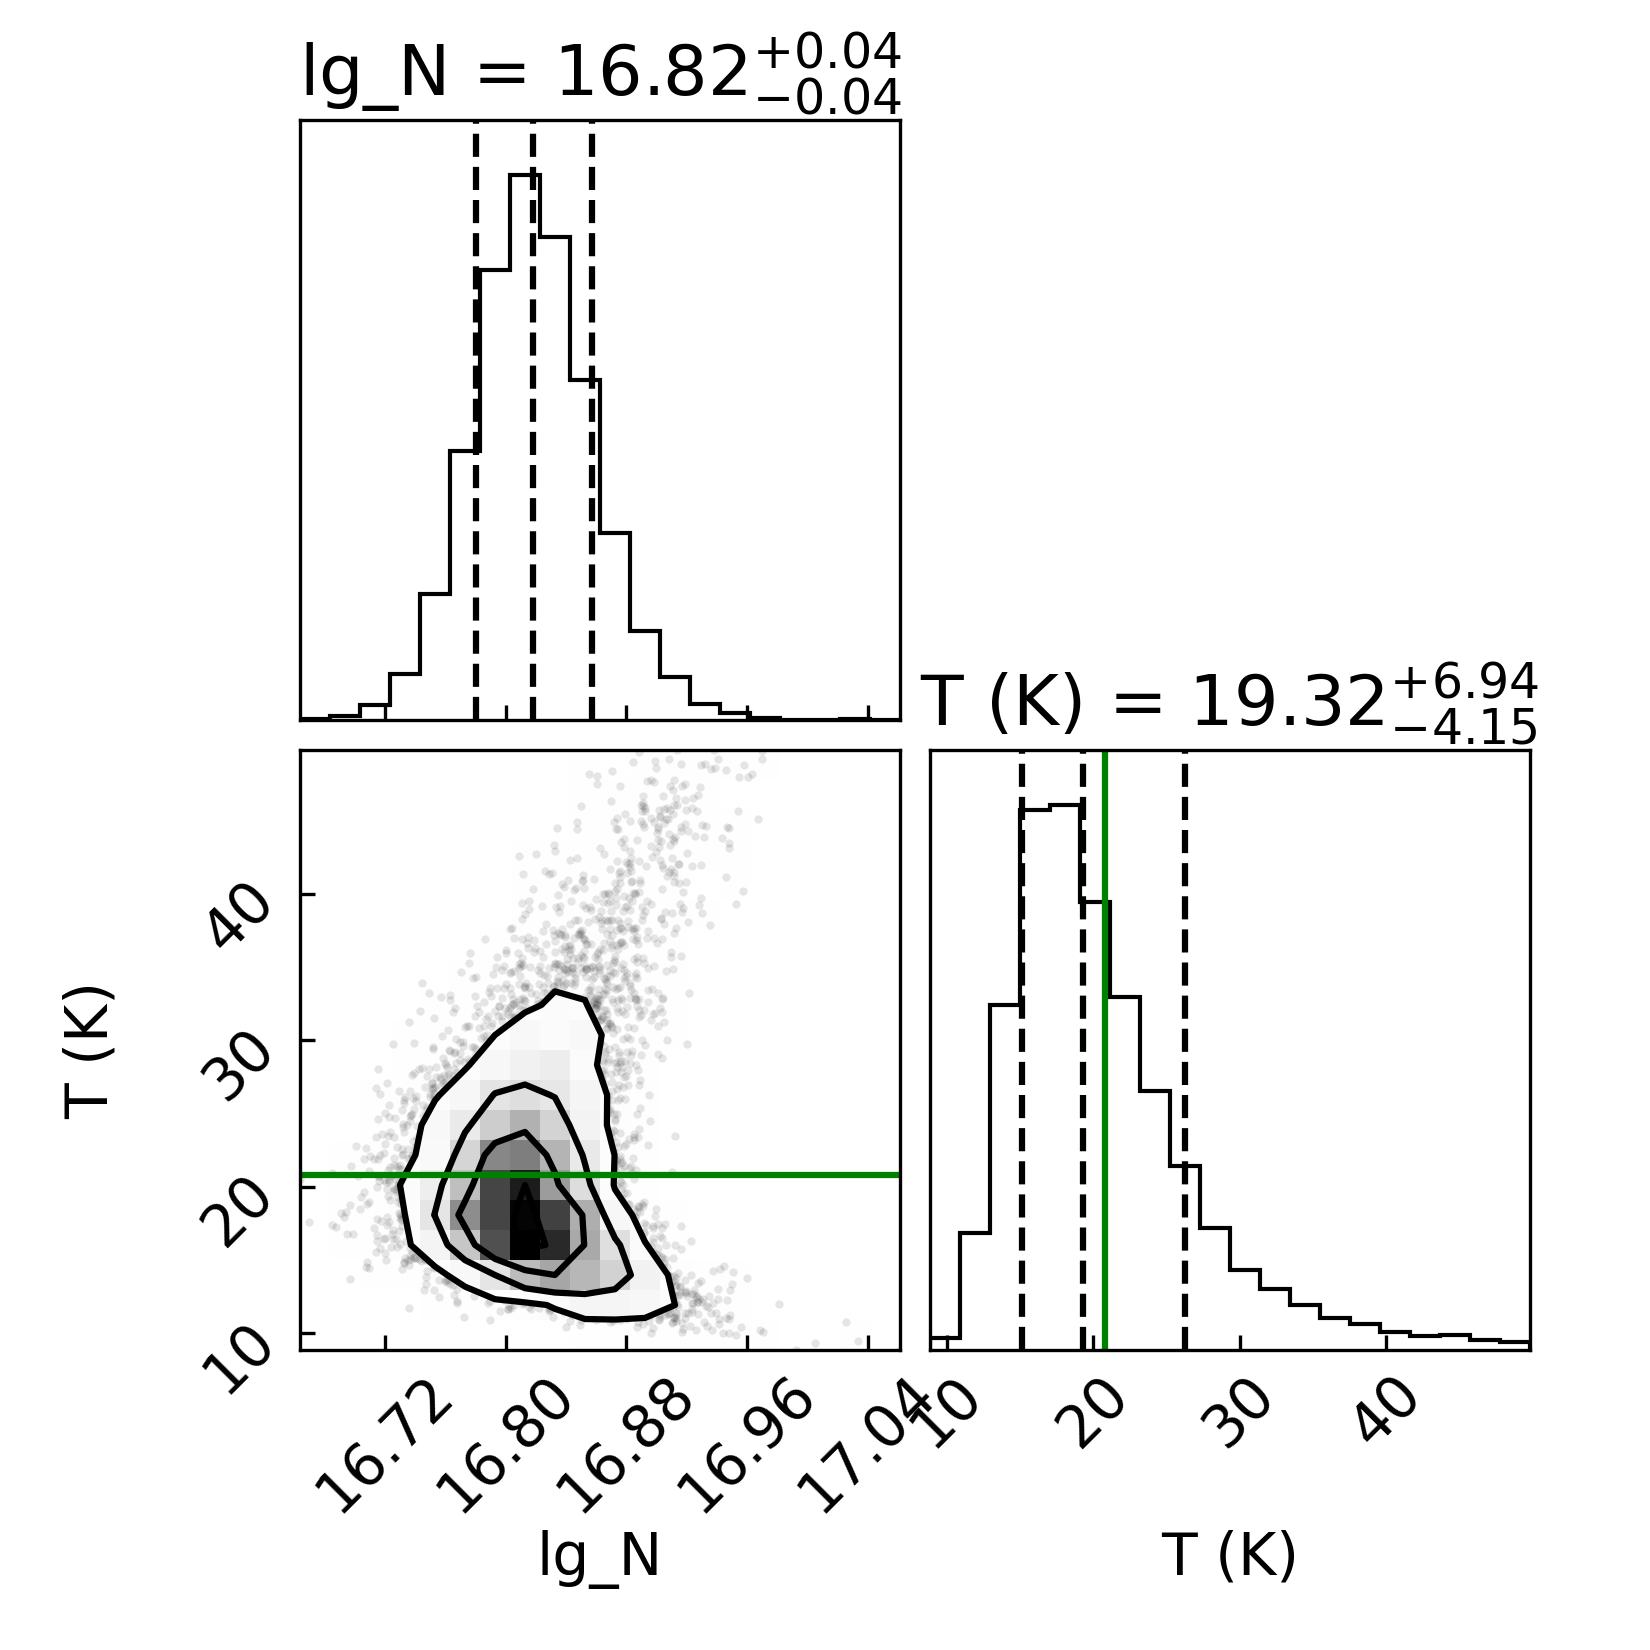 lg_N = 16.82+0.04−0.04
T (K) = 19.32+6.94−4.15
T (K)
40
30
20
10
16.72 16.80 16.88 16.96 17.04
10 20 30 40
lg_N
T (K)